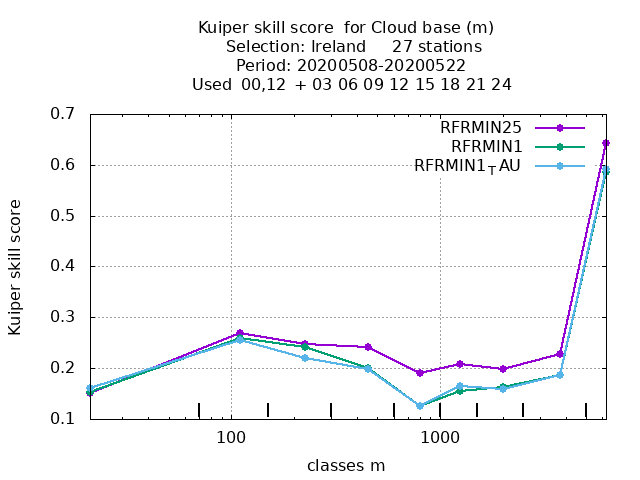 Kuiper skill score  for Cloud base (m)
Selection: Ireland     27 stations
Period: 20200508-20200522
Used  00,12  + 03 06 09 12 15 18 21 24
RFRMIN25
RFRMIN1
RFRMIN1TAU
0.7
0.6
0.5
0.4
0.3
0.2
0.1
Kuiper skill score
100
1000
classes m